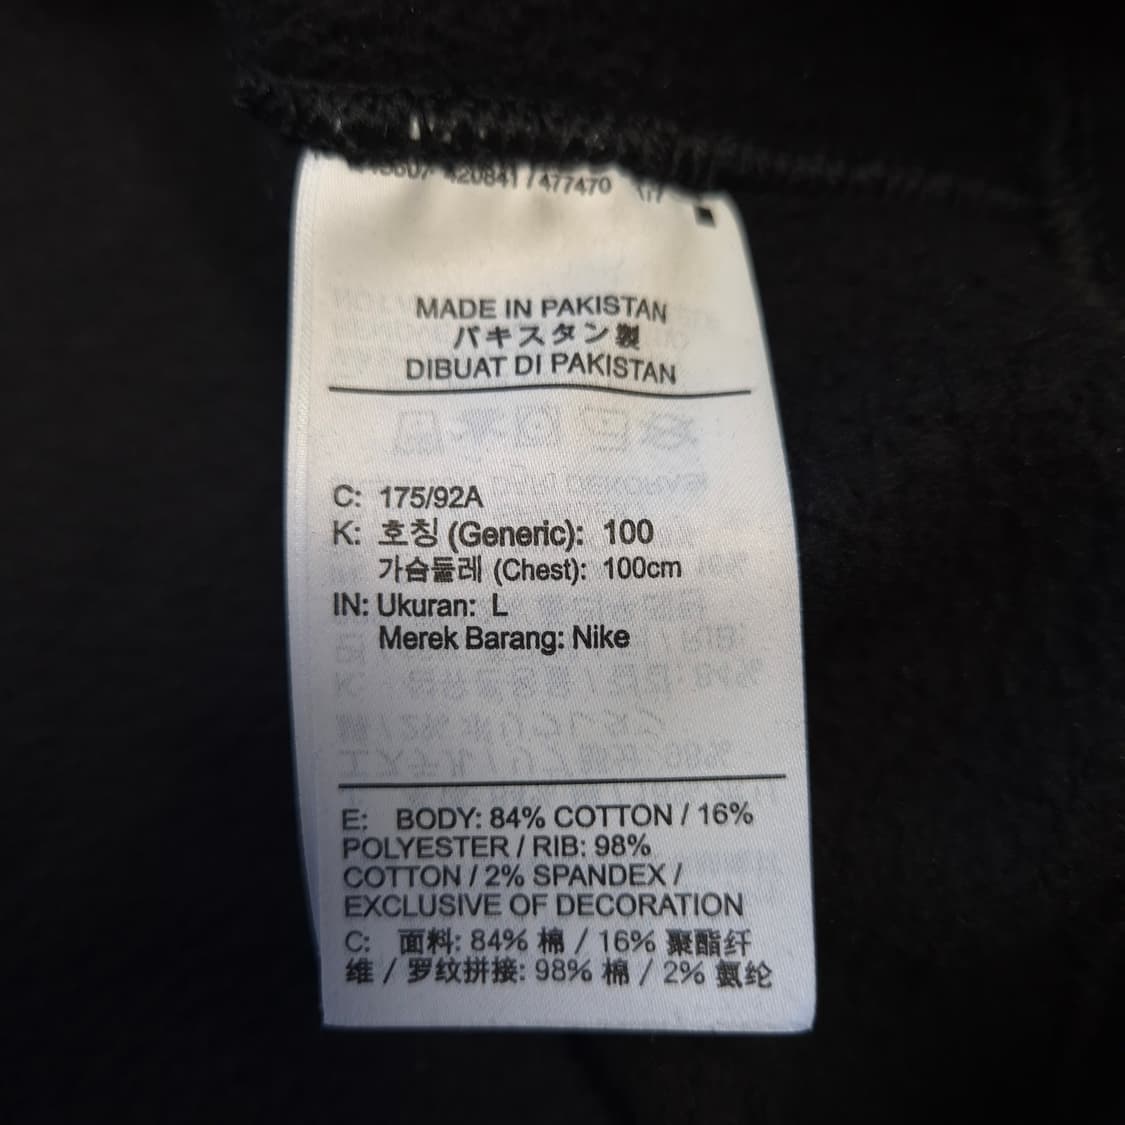 420841 / 477470
MADE IN PAKISTAN
パキスタン製
DIBUAT DI PAKISTAN
C: 175/92A
K: 호칭 (Generic): 100
가슴둘레 (Chest): 100cm
IN: Ukuran: L
Merek Barang: Nike
E: BODY: 84% COTTON / 16%
POLYESTER / RIB: 98%
COTTON / 2% SPANDEX /
EXCLUSIVE OF DECORATION
C: 面料: 84% 棉 / 16% 聚酯纤
维 / 罗纹拼接: 98% 棉 / 2% 氨纶